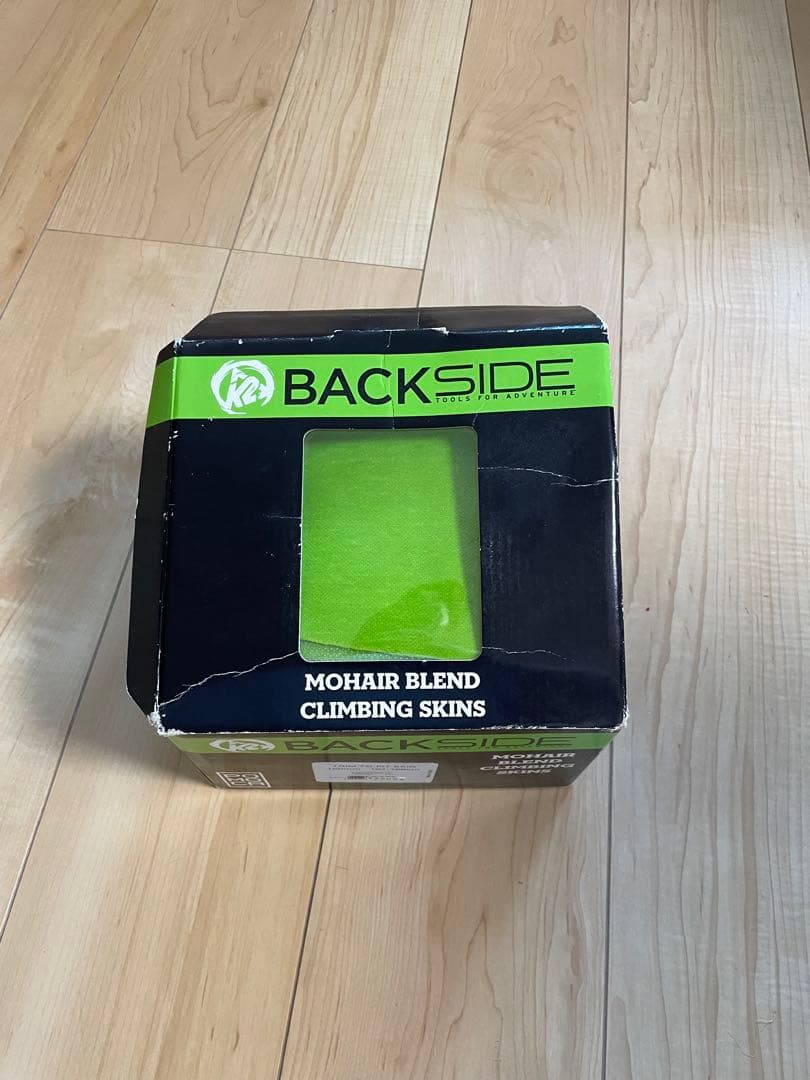 K2 BACKSIDE
TOOLS FOR ADVENTURE
MOHAIR BLEND
CLIMBING SKINS
K2 BACKSIDE
MOHAIR
BLEND
CLIMBING
SKINS